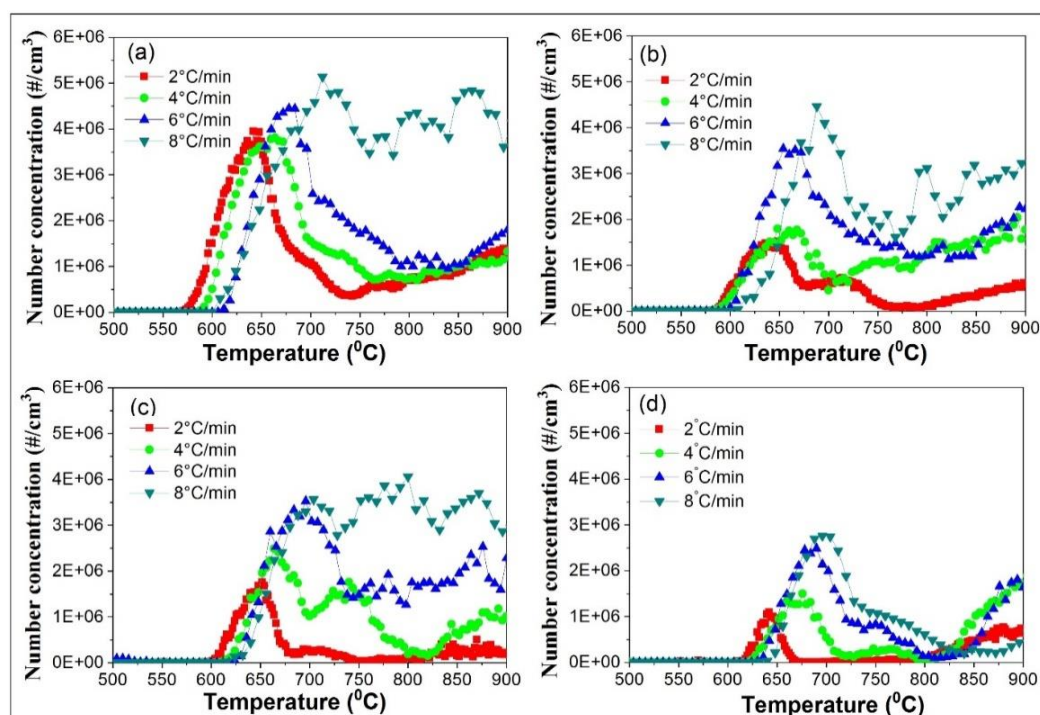 (a)
6E+06
5E+06
4E+06
3E+06
2E+06
1E+06
0E+00
Number concentration (#/cm³)
2°C/min
4°C/min
6°C/min
8°C/min
500 550 600 650 700 750 800 850 900
Temperature (⁰C)
(b)
6E+06
5E+06
4E+06
3E+06
2E+06
1E+06
0E+00
Number concentration (#/cm³)
2°C/min
4°C/min
6°C/min
8°C/min
500 550 600 650 700 750 800 850 900
Temperature (⁰C)
(c)
6E+06
5E+06
4E+06
3E+06
2E+06
1E+06
0E+00
Number concentration (#/cm³)
2°C/min
4°C/min
6°C/min
8°C/min
500 550 600 650 700 750 800 850 900
Temperature (⁰C)
(d)
6E+06
5E+06
4E+06
3E+06
2E+06
1E+06
0E+00
Number concentration (#/cm³)
2°C/min
4°C/min
6°C/min
8°C/min
500 550 600 650 700 750 800 850 900
Temperature (⁰C)